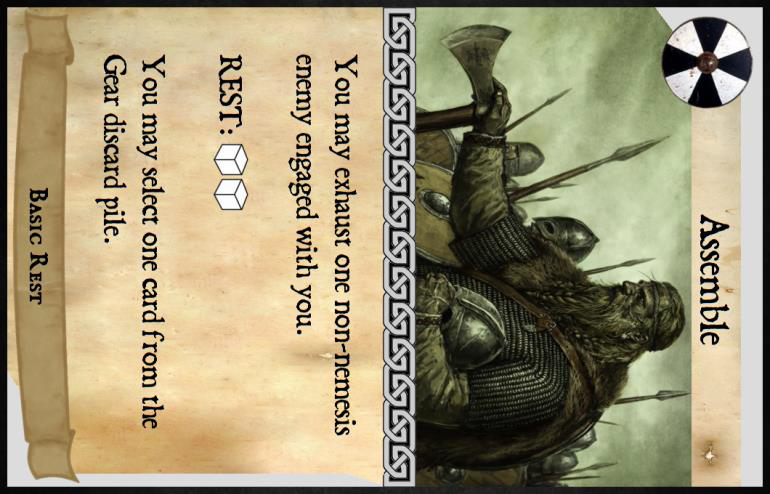 Assemble
You may exhaust one non-nemesis
enemy engaged with you.
REST:
You may select one card from the
Gear discard pile.
Basic Rest